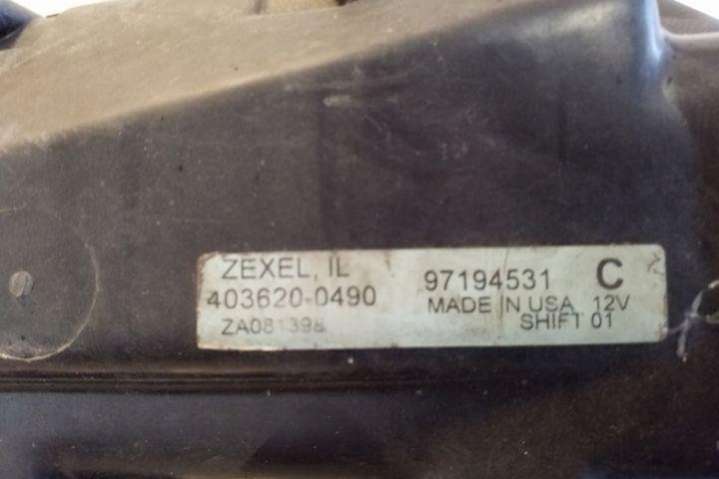 ZEXEL, IL
403620-0490
ZA081398
97194531 C
MADE IN USA 12V
SHIFT 01